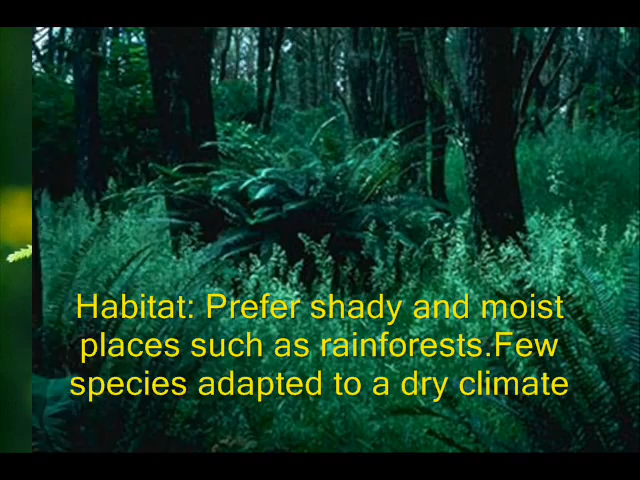 Habitat: Prefer shady and moist
places such as rainforests.Few
species adapted to a dry climate